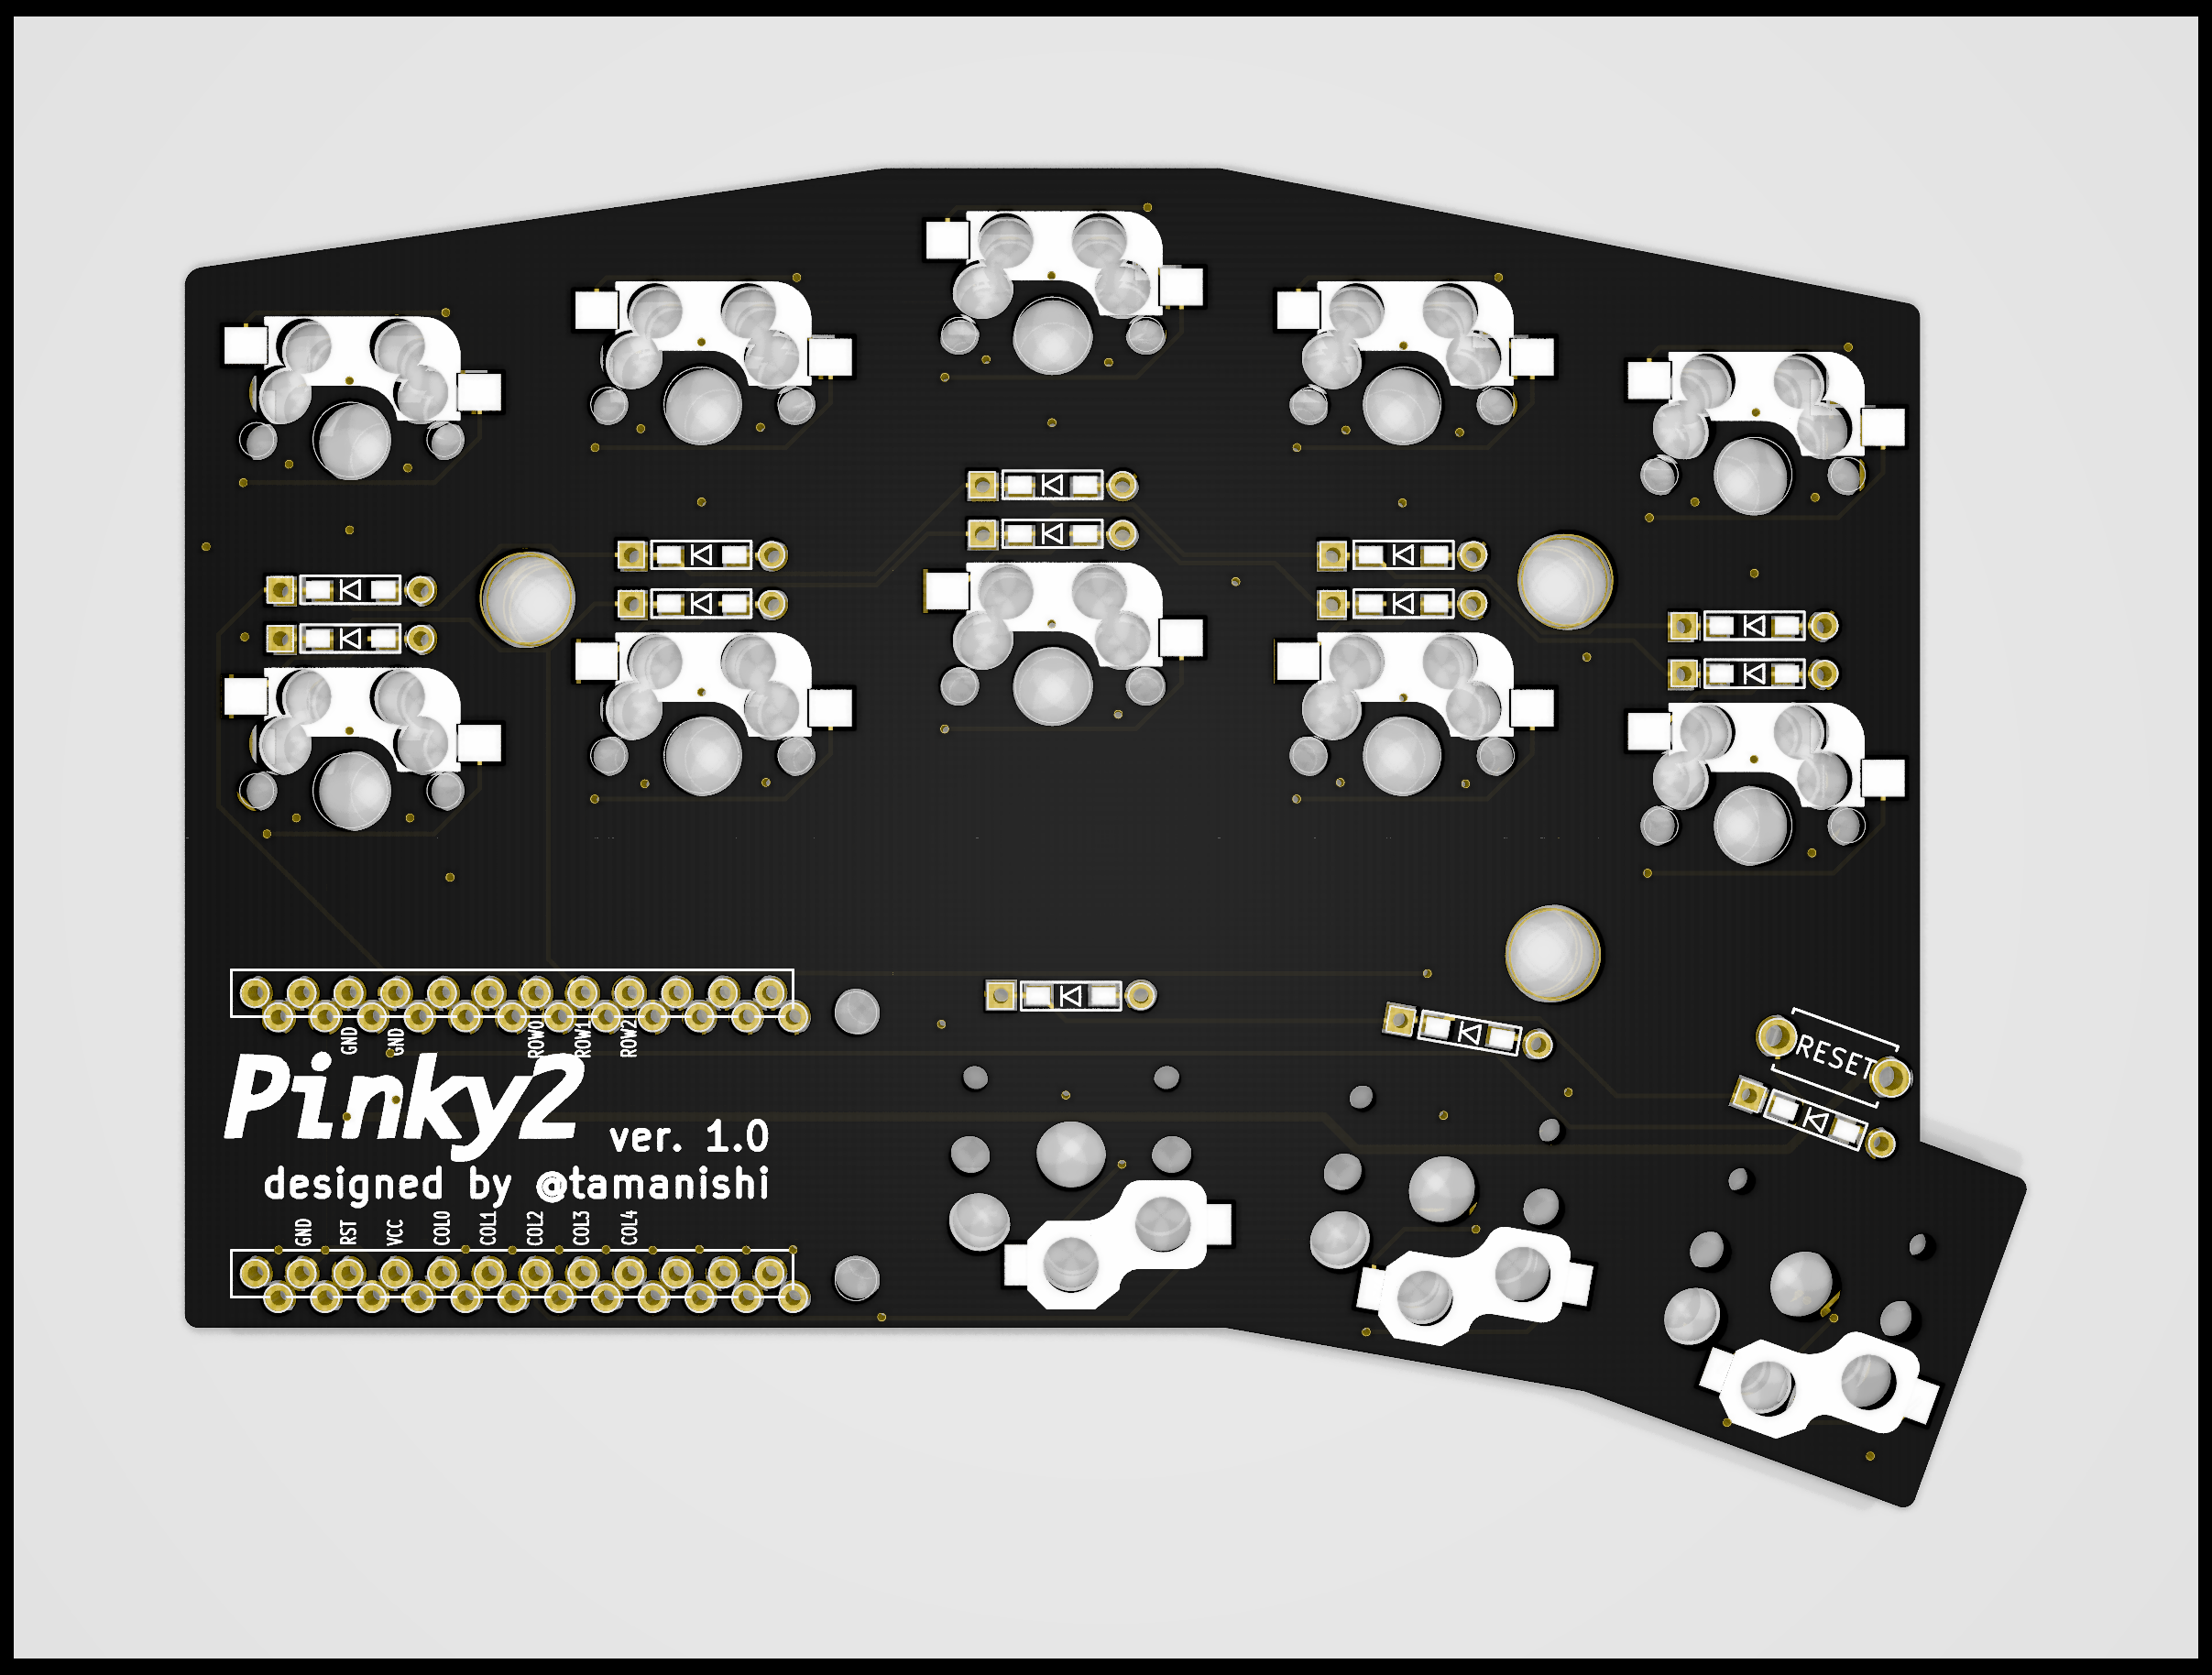 GND
GND
ROW0
ROW1
ROW2
RESET
Pinky2
ver. 1.0
designed by @tamanishi
GND
RST
VCC
COL0
COL1
COL2
COL3
COL4